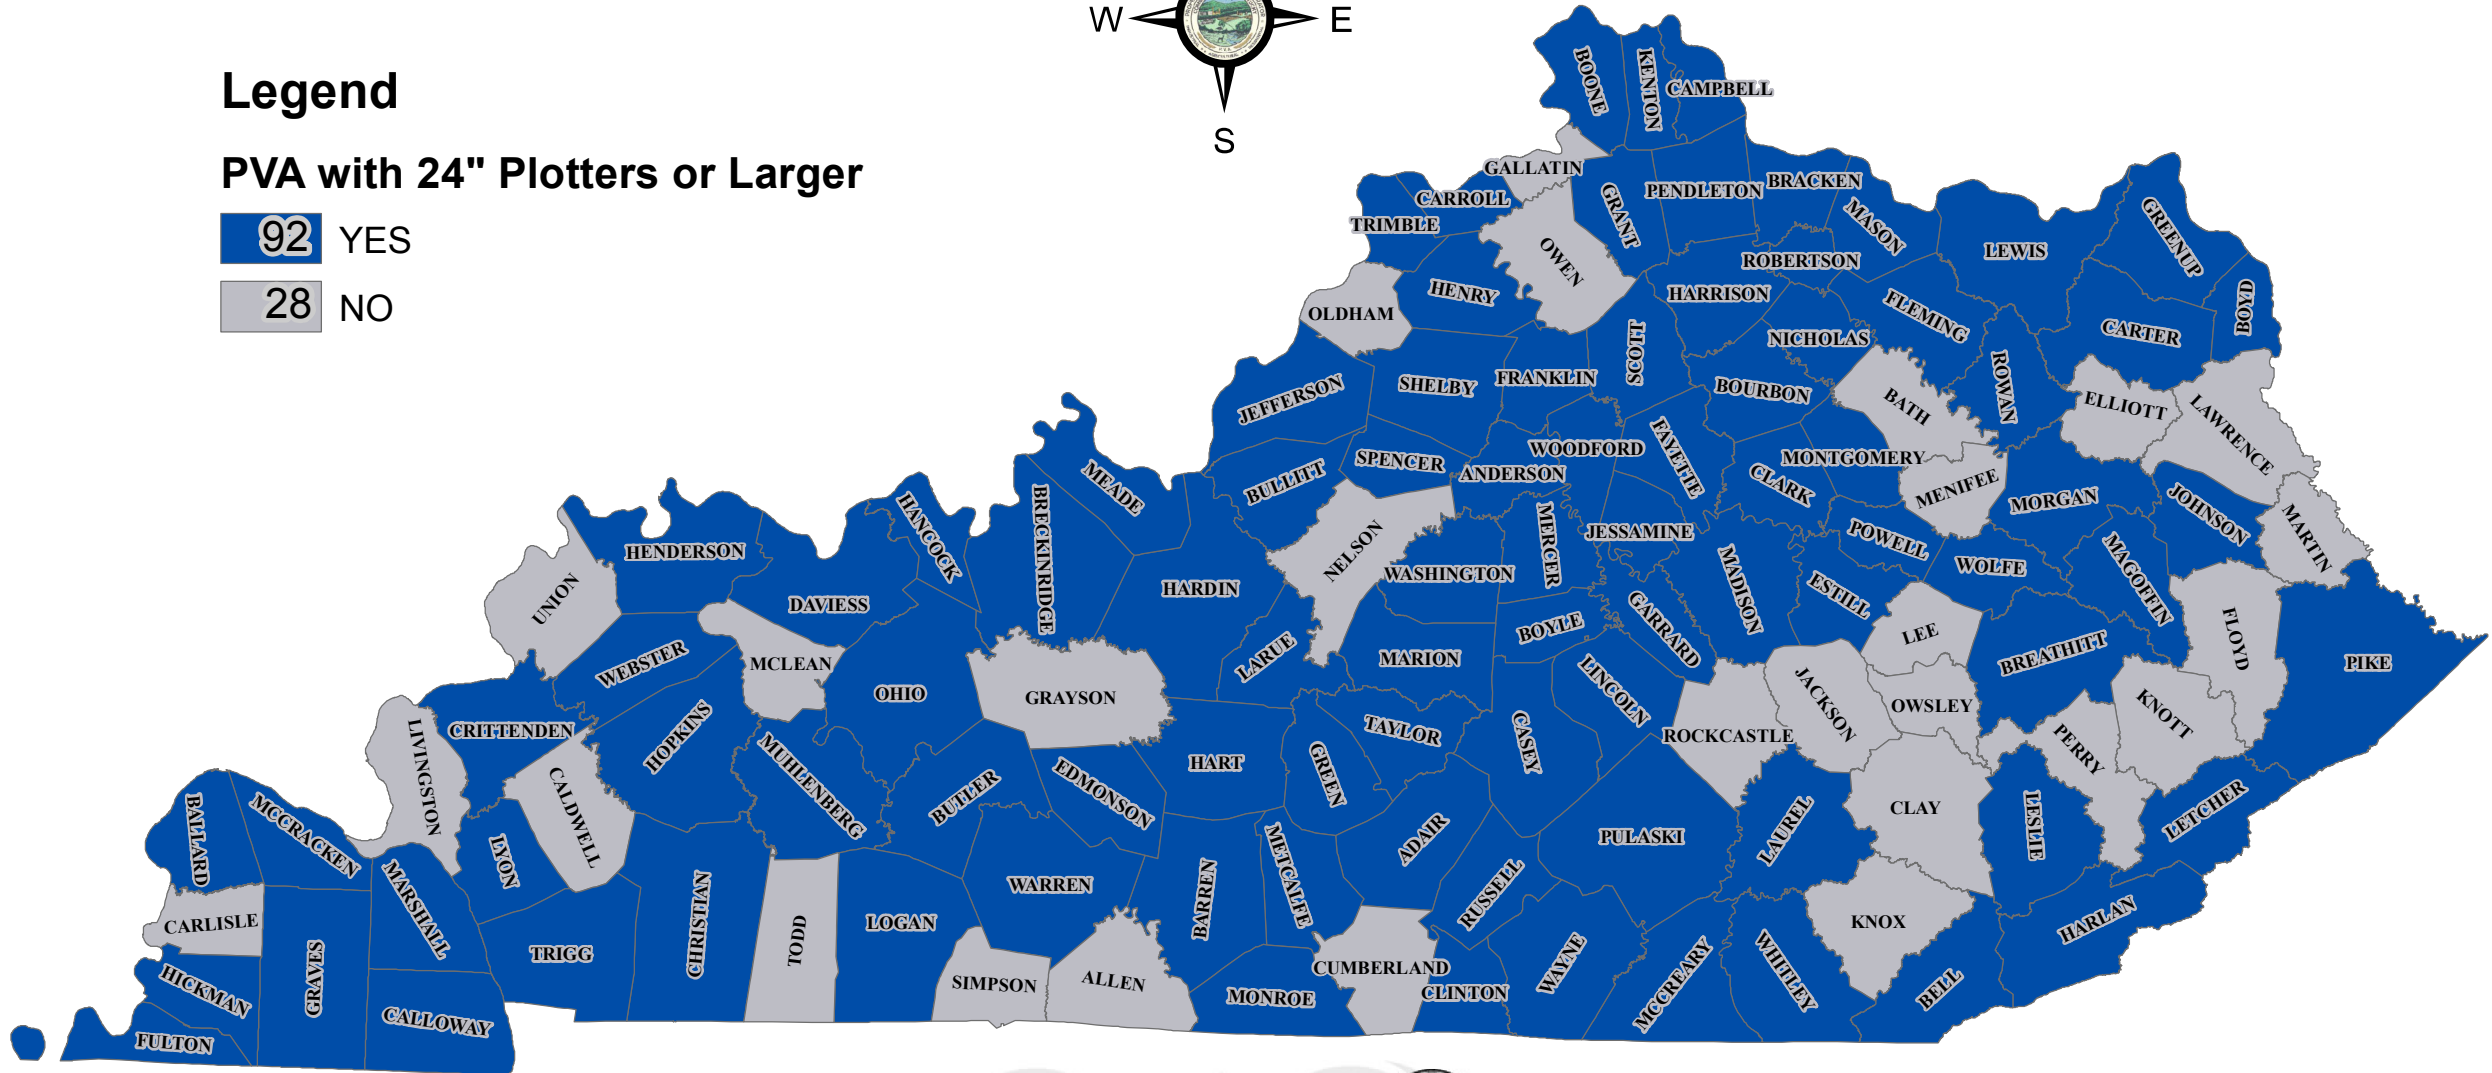 W
E
S
Legend
PVA with 24" Plotters or Larger
92 YES
28 NO
BOONE
KENTON
CAMPBELL
GALLATIN
CARROLL
TRIMBLE
GRANT
PENDLETON
BRACKEN
MASON
LEWIS
GREENUP
BOYD
OWEN
ROBERTSON
HENRY
HARRISON
FLEMING
OLDHAM
NICHOLAS
CARTER
SCOTT
ROWAN
JEFFERSON
SHELBY
FRANKLIN
BOURBON
BATH
ELLIOTT
LAWRENCE
WOODFORD
FAYETTE
MONTGOMERY
SPENCER
ANDERSON
BULLITT
CLARK
MENIFEE
MORGAN
JOHNSON
MARTIN
MEADE
BRECKINRIDGE
HANCOCK
HENDERSON
NELSON
MERCER
JESSAMINE
POWELL
WOLFE
MAGOFFIN
UNION
DAVIESS
HARDIN
WASHINGTON
MADISON
ESTILL
GARRARD
BOYLE
LEE
BREATHITT
FLOYD
PIKE
WEBSTER
MCLEAN
LARUE
MARION
OHIO
GRAYSON
LINCOLN
JACKSON
OWSLEY
KNOTT
CRITTENDEN
LIVINGSTON
HOPKINS
TAYLOR
CASEY
ROCKCASTLE
PERRY
MUHLENBERG
HART
GREEN
BUTLER
EDMONSON
CALDWELL
CLAY
BALLARD
MCCRACKEN
LYON
ADAIR
PULASKI
LAUREL
LESLIE
LETCHER
METCALFE
WARREN
BARREN
RUSSELL
MARSHALL
CARLISLE
CHRISTIAN
TODD
LOGAN
KNOX
HARLAN
TRIGG
GRAVES
SIMPSON
ALLEN
CUMBERLAND
WAYNE
MCCREARY
WHITLEY
BELL
HICKMAN
MONROE
CLINTON
CALLOWAY
FULTON